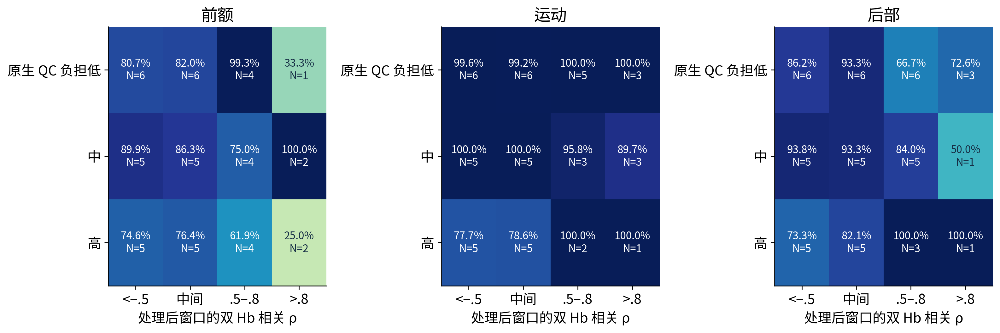 前额
原生 QC 负担低
中
高
80.7%
N=6
82.0%
N=6
99.3%
N=4
33.3%
N=1
89.9%
N=5
86.3%
N=5
75.0%
N=4
100.0%
N=2
74.6%
N=5
76.4%
N=5
61.9%
N=4
25.0%
N=2
<−.5
中间
.5–.8
>.8
处理后窗口的双 Hb 相关 ρ
运动
原生 QC 负担低
中
高
99.6%
N=6
99.2%
N=6
100.0%
N=5
100.0%
N=3
100.0%
N=5
100.0%
N=5
95.8%
N=3
89.7%
N=3
77.7%
N=5
78.6%
N=5
100.0%
N=2
100.0%
N=1
<−.5
中间
.5–.8
>.8
处理后窗口的双 Hb 相关 ρ
后部
原生 QC 负担低
中
高
86.2%
N=6
93.3%
N=6
66.7%
N=6
72.6%
N=3
93.8%
N=5
93.3%
N=5
84.0%
N=5
50.0%
N=1
73.3%
N=5
82.1%
N=5
100.0%
N=3
100.0%
N=1
<−.5
中间
.5–.8
>.8
处理后窗口的双 Hb 相关 ρ